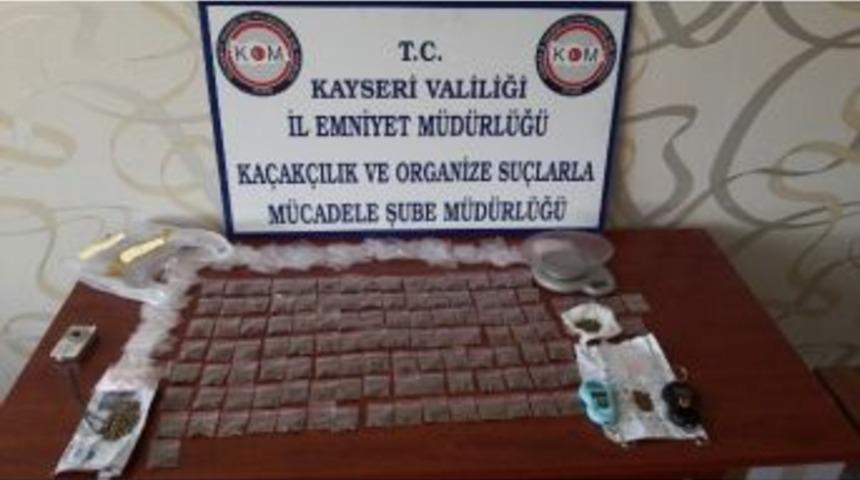 KOM
KOM
T.C.
KAYSERİ VALİLİĞİ
İL EMNİYET MÜDÜRLÜĞÜ
KAÇAKÇILIK VE ORGANİZE SUÇLARLA
MÜCADELE ŞUBE MÜDÜRLÜĞÜ